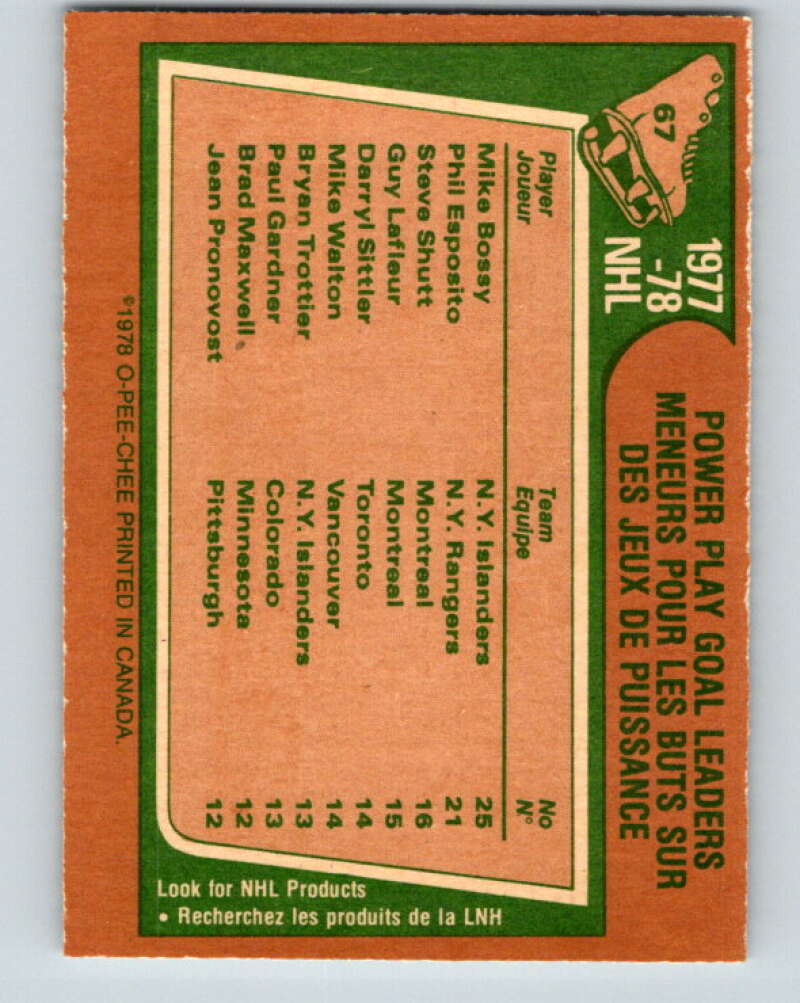 67
1977
-78
NHL
POWER PLAY GOAL LEADERS
MENEURS POUR LES BUTS SUR
DES JEUX DE PUISSANCE
Player Team No
Joueur Equipe N°
Mike Bossy N.Y. Islanders 25
Phil Esposito N.Y. Rangers 21
Steve Shutt Montreal 16
Guy Lafleur Montreal 15
Darryl Sittler Toronto 14
Mike Walton Vancouver 14
Bryan Trottier N.Y. Islanders 13
Paul Gardner Colorado 13
Brad Maxwell Minnesota 12
Jean Pronovost Pittsburgh 12
©1978 O-PEE-CHEE PRINTED IN CANADA.
Look for NHL Products
• Recherchez les produits de la LNH